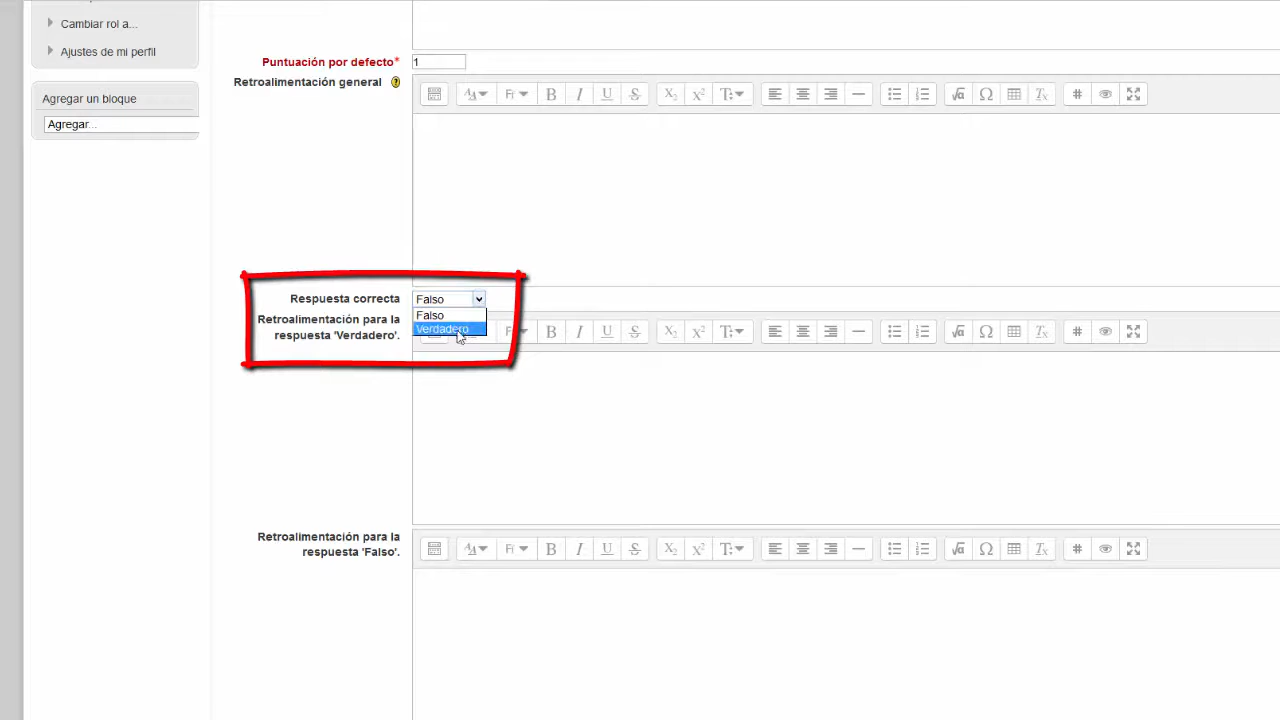 Cambiar rol a...
Ajustes de mi perfil
Agregar un bloque
Agregar...
Puntuación por defecto*
1
Retroalimentación general
Respuesta correcta
Falso
Falso
Verdadero
Retroalimentación para la
respuesta 'Verdadero'.
Retroalimentación para la
respuesta 'Falso'.